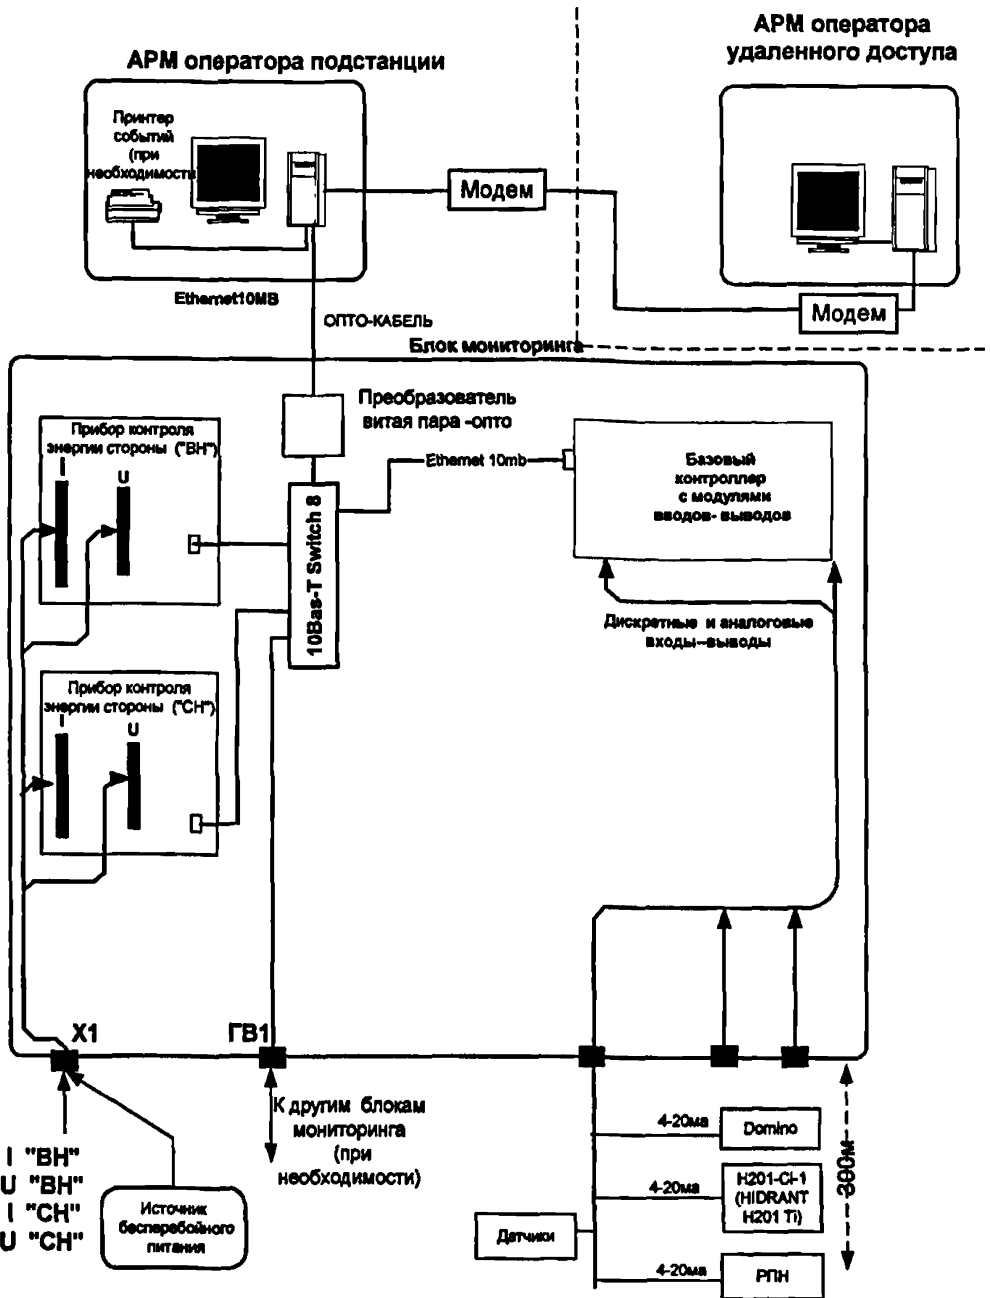 АРМ оператора
удаленного доступа
АРМ оператора подстанции
Принтер
событий
(при
необходимости
Модем
Модем
Ethernet10МВ
ОПТО-КАБЕЛЬ
Блок мониторинга
Преобразователь
витая пара -опто
Прибор контроля
энергии стороны ("ВН")
I
U
Ethernet 10mb
Базовый
контроллер
с модулями
вводов- выводов
10Bas-T Switch 8
Дискретные и аналоговые
входы-выводы
Прибор контроля
энергии стороны ("СН")
I
U
X1
ГВ1
К другим блокам
мониторинга
(при
необходимости)
I "ВН"
U "ВН"
I "СН"
U "СН"
Источник
бесперебойного
питания
Датчики
4-20ма
Domino
4-20ма
H201-Ci-1
(HIDRANT
H201 Ti)
4-20ма
РПН
300м